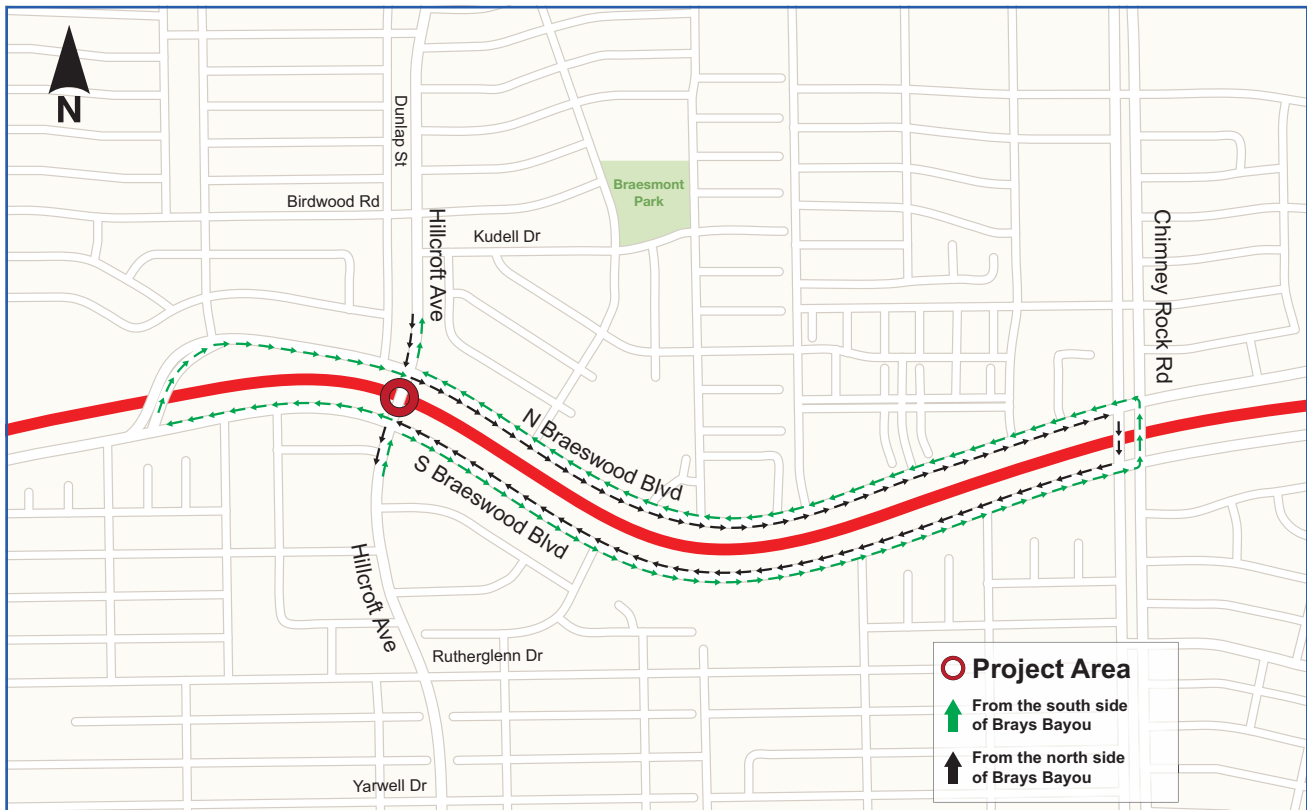 N
Dunlap St
Braesmont
Park
Birdwood Rd
Hillcroft Ave
Kudell Dr
Chimney Rock Rd
N Braeswood Blvd
S Braeswood Blvd
Hillcroft Ave
Rutherglenn Dr
Yarwell Dr
Project Area
From the south side
of Brays Bayou
From the north side
of Brays Bayou